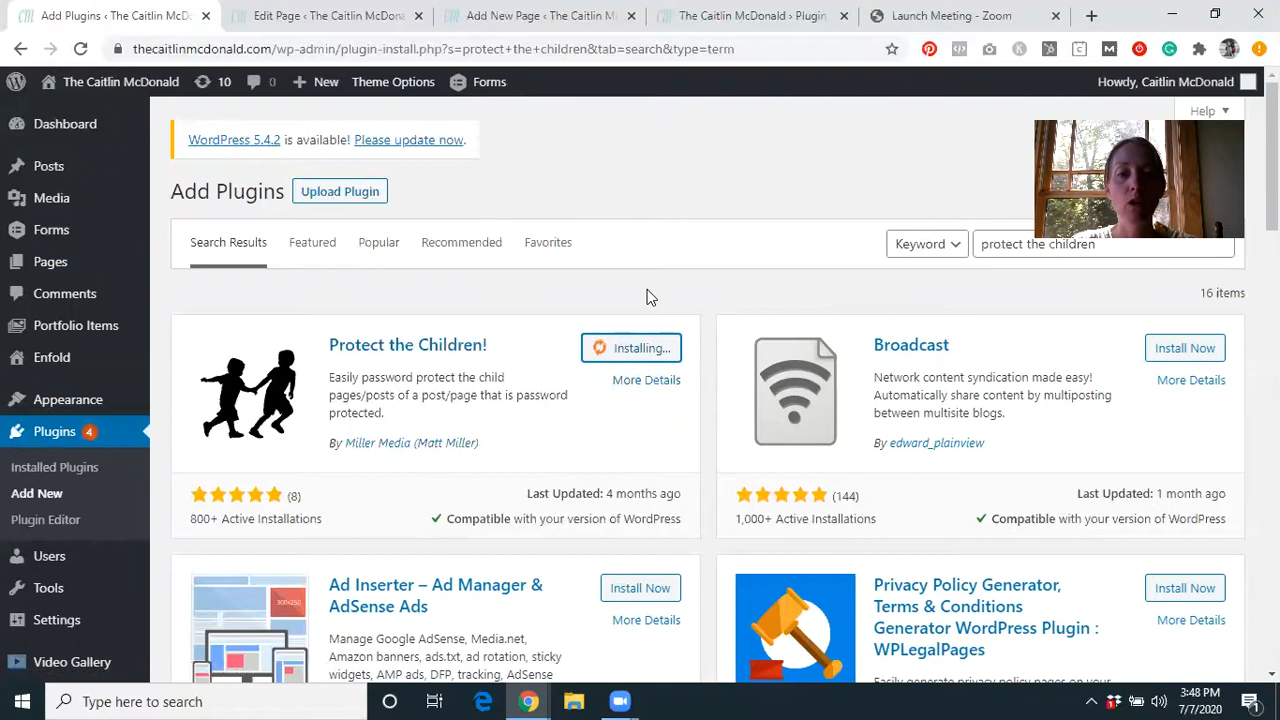 Add Plugins ‹ The Caitlin McDona
Edit Page ‹ The Caitlin McDonald
Add New Page ‹ The Caitlin McD
The Caitlin McDonald › Plugin
Launch Meeting - Zoom
thecaitlinmcdonald.com/wp-admin/plugin-install.php?s=protect+the+children&tab=search&type=term
The Caitlin McDonald 10 0 New Theme Options Forms Howdy, Caitlin McDonald
Help
WordPress 5.4.2 is available! Please update now.
Add Plugins Upload Plugin
Search Results Featured Popular Recommended Favorites Keyword protect the children
16 items
Dashboard
Posts
Media
Forms
Pages
Comments
Portfolio Items
Enfold
Appearance
Plugins 4
Installed Plugins
Add New
Plugin Editor
Users
Tools
Settings
Video Gallery
Protect the Children!
Installing...
More Details
Easily password protect the child
pages/posts of a post/page that is password
protected.
By Miller Media (Matt Miller)
(8)
Last Updated: 4 months ago
800+ Active Installations
Compatible with your version of WordPress
Broadcast
Install Now
More Details
Network content syndication made easy!
Automatically share content by multiposting
between multisite blogs.
By edward_plainview
(144)
Last Updated: 1 month ago
1,000+ Active Installations
Compatible with your version of WordPress
Ad Inserter – Ad Manager &
AdSense Ads
Install Now
More Details
300x250
Manage Google AdSense, Media.net,
Amazon banners, ads.txt, ad rotation, sticky
widgets, AMP ads, DFP, tracking, AdSense
Privacy Policy Generator,
Terms & Conditions
Generator WordPress Plugin :
WPLegalPages
Install Now
More Details
Easily generate privacy policy pages on your
Type here to search
3:48 PM
7/7/2020